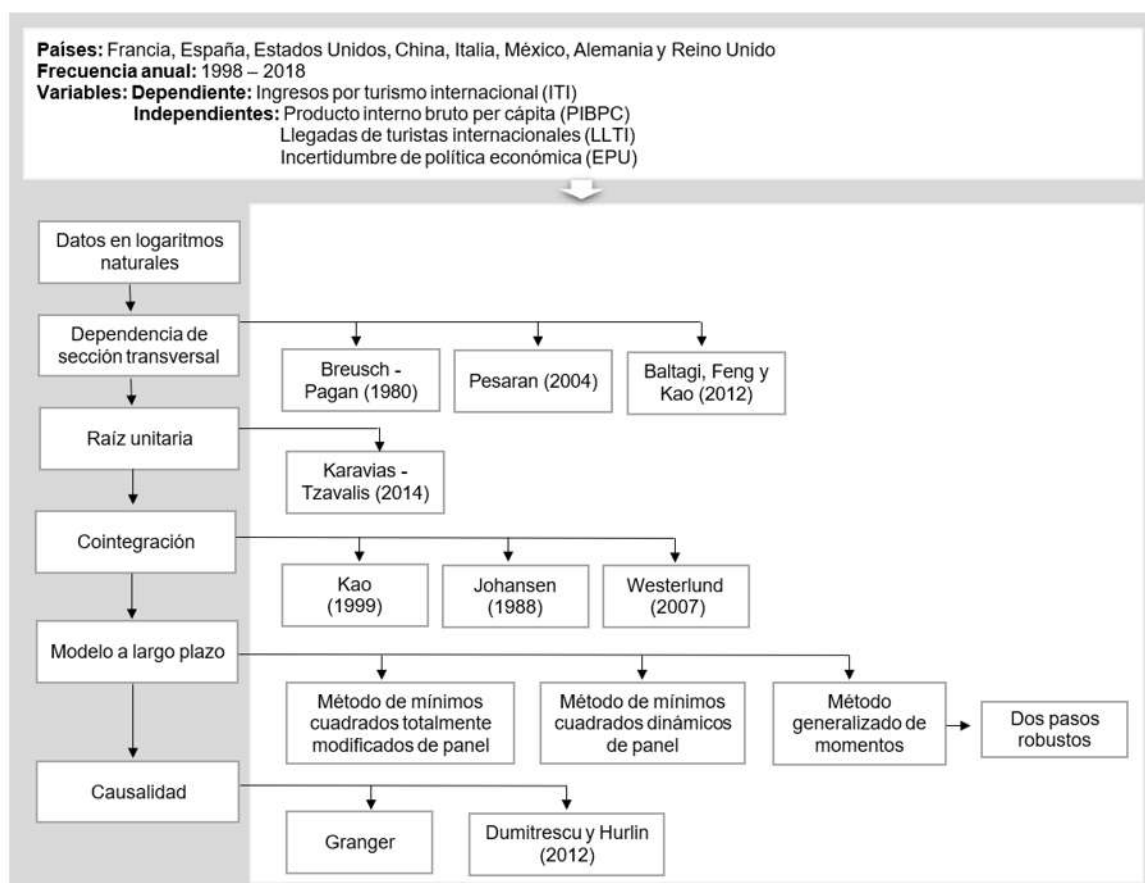 Países: Francia, España, Estados Unidos, China, Italia, México, Alemania y Reino Unido
Frecuencia anual: 1998 – 2018
Variables: Dependiente: Ingresos por turismo internacional (ITI)
Independientes: Producto interno bruto per cápita (PIBPC)
Llegadas de turistas internacionales (LLTI)
Incertidumbre de política económica (EPU)
Datos en logaritmos
naturales
Dependencia de
sección transversal
Breusch -
Pagan (1980)
Pesaran (2004)
Baltagi, Feng y
Kao (2012)
Raíz unitaria
Karavias -
Tzavalis (2014)
Cointegración
Kao
(1999)
Johansen
(1988)
Westerlund
(2007)
Modelo a largo plazo
Método de mínimos
cuadrados totalmente
modificados de panel
Método de mínimos
cuadrados dinámicos
de panel
Método
generalizado de
momentos
Dos pasos
robustos
Causalidad
Granger
Dumitrescu y Hurlin
(2012)